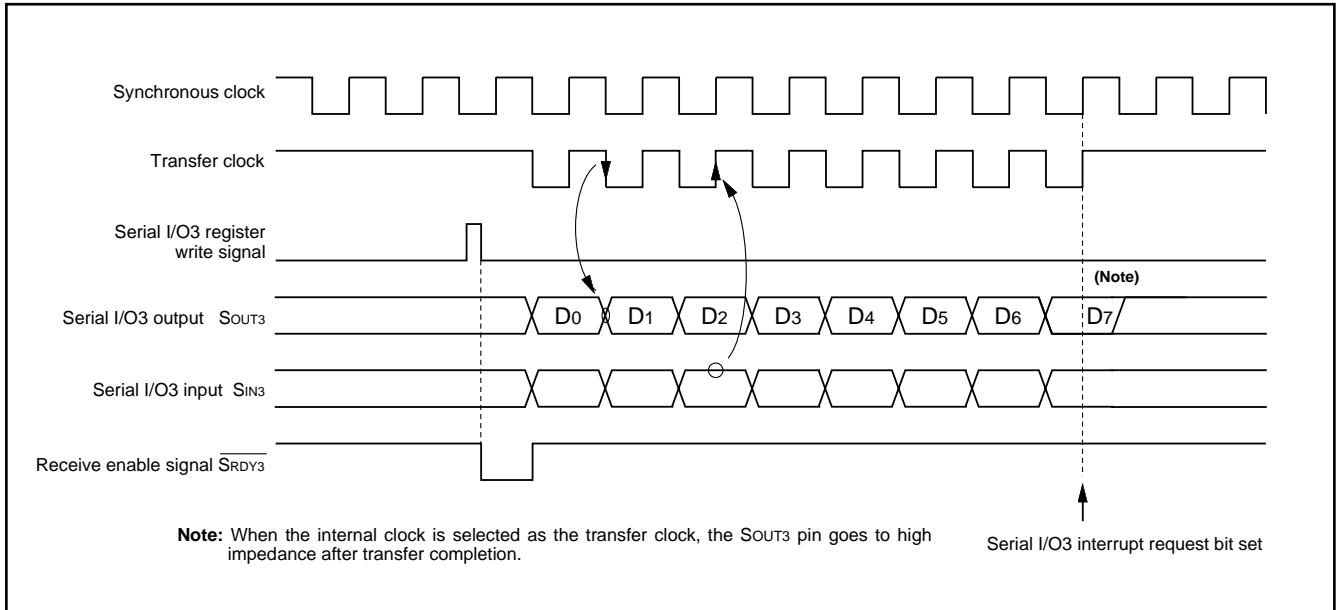 Synchronous clock
Transfer clock
Serial I/O3 register
write signal
(Note)
Serial I/O3 output SOUT3
D0 D1 D2 D3 D4 D5 D6 D7
Serial I/O3 input SIN3
Receive enable signal SRDY3
Note: When the internal clock is selected as the transfer clock, the SOUT3 pin goes to high
impedance after transfer completion.
Serial I/O3 interrupt request bit set